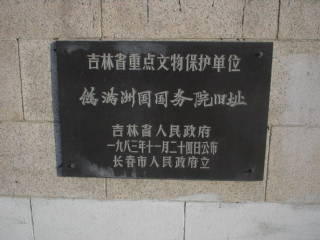 吉林省重点文物保护单位
伪满洲国国务院旧址
吉林省人民政府
一九八三年十一月二十四日公布
长春市人民政府立